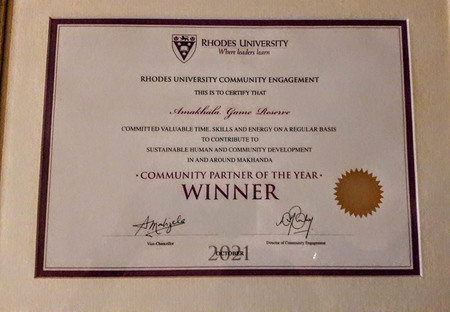 RHODES UNIVERSITY
Where leaders learn
RHODES UNIVERSITY COMMUNITY ENGAGEMENT
THIS IS TO CERTIFY THAT
Amakhala Game Reserve
COMMITTED VALUABLE TIME, SKILLS AND ENERGY ON A REGULAR BASIS
TO CONTRIBUTE TO
SUSTAINABLE HUMAN AND COMMUNITY DEVELOPMENT
IN AND AROUND MAKHANDA
· COMMUNITY PARTNER OF THE YEAR ·
WINNER
Vice-Chancellor
Director of Community Engagement
2021
OCTOBER